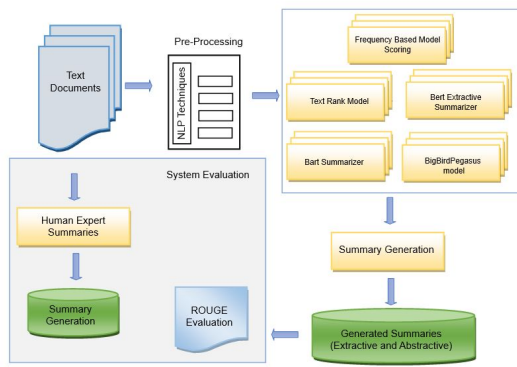 Text
Documents
Pre-Processing
NLP Techniques
Frequency Based Model
Scoring
Text Rank Model
Bert Extractive
Summarizer
Bart Summarizer
BigBirdPegasus
model
System Evaluation
Human Expert
Summaries
Summary Generation
Summary
Generation
ROUGE
Evaluation
Generated Summaries
(Extractive and Abstractive)